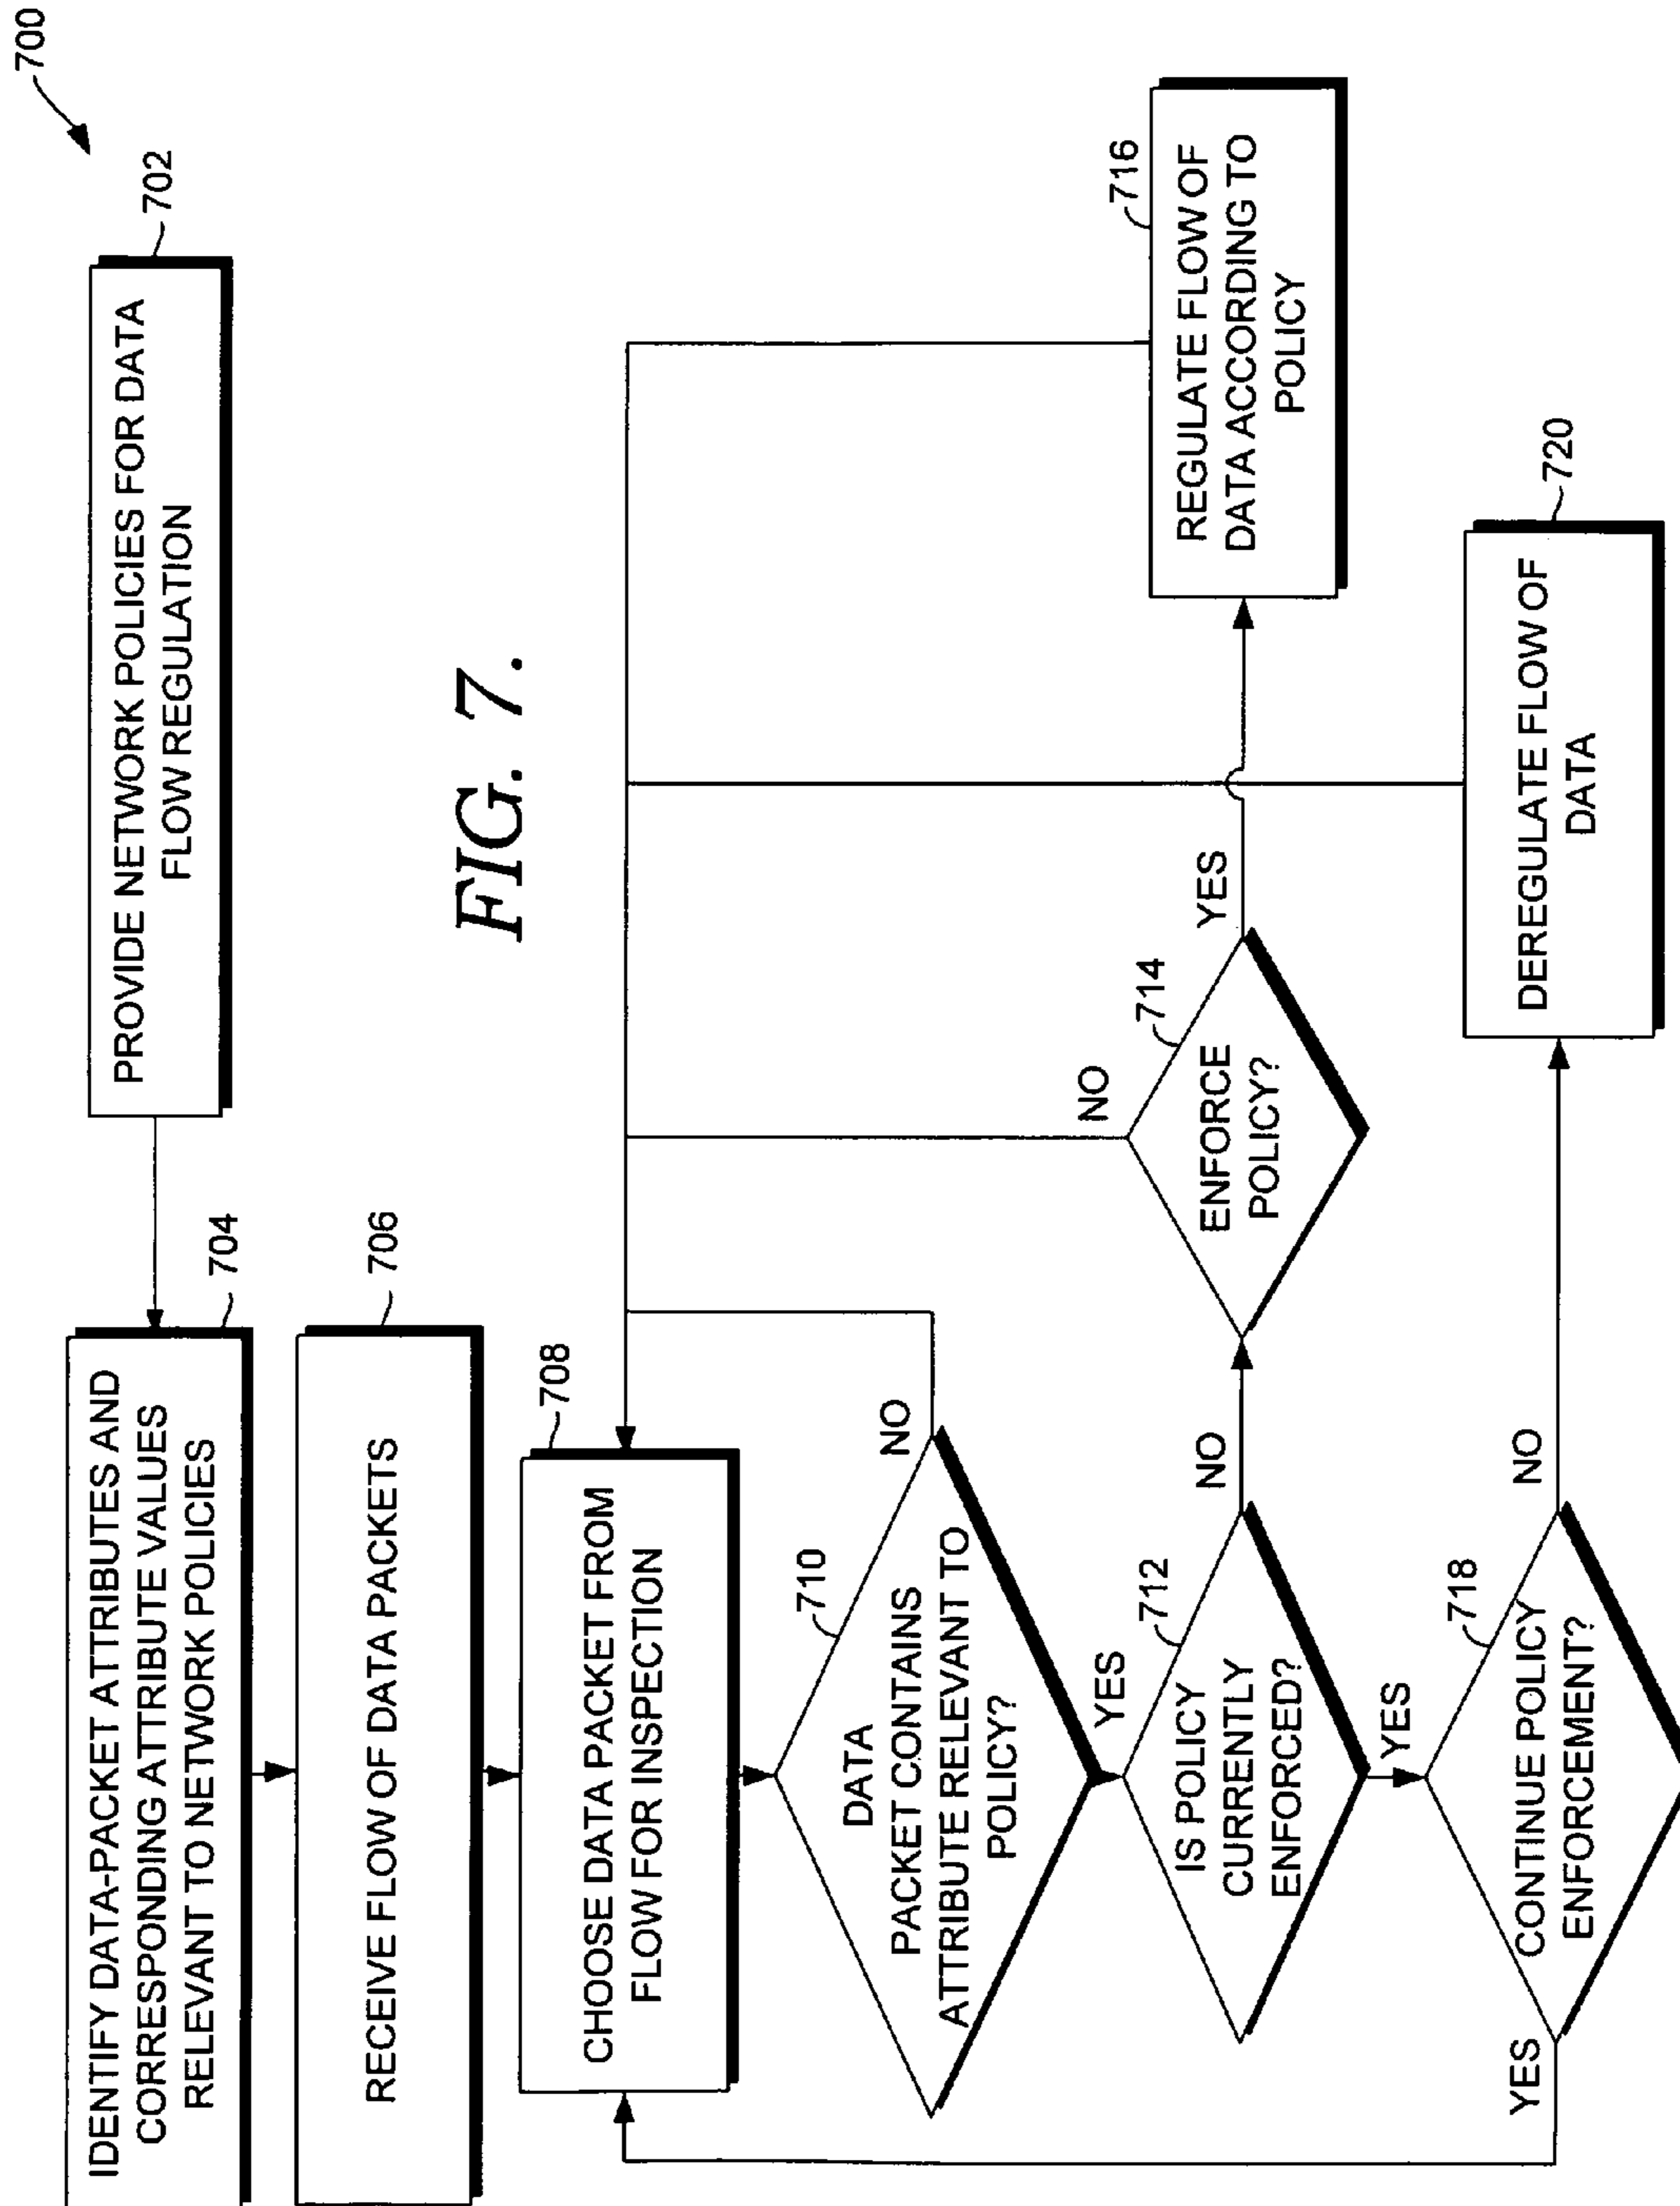 700
PROVIDE NETWORK POLICIES FOR DATA
FLOW REGULATION
702
IDENTIFY DATA-PACKET ATTRIBUTES AND
CORRESPONDING ATTRIBUTE VALUES
RELEVANT TO NETWORK POLICIES
704
RECEIVE FLOW OF DATA PACKETS
706
FIG. 7.
CHOOSE DATA PACKET FROM
FLOW FOR INSPECTION
708
DATA
PACKET CONTAINS
ATTRIBUTE RELEVANT TO
POLICY?
710
NO
YES
IS POLICY
CURRENTLY
ENFORCED?
712
NO
YES
ENFORCE
POLICY?
714
NO
YES
REGULATE FLOW OF
DATA ACCORDING TO
POLICY
716
CONTINUE POLICY
ENFORCEMENT?
718
YES
NO
DEREGULATE FLOW OF
DATA
720